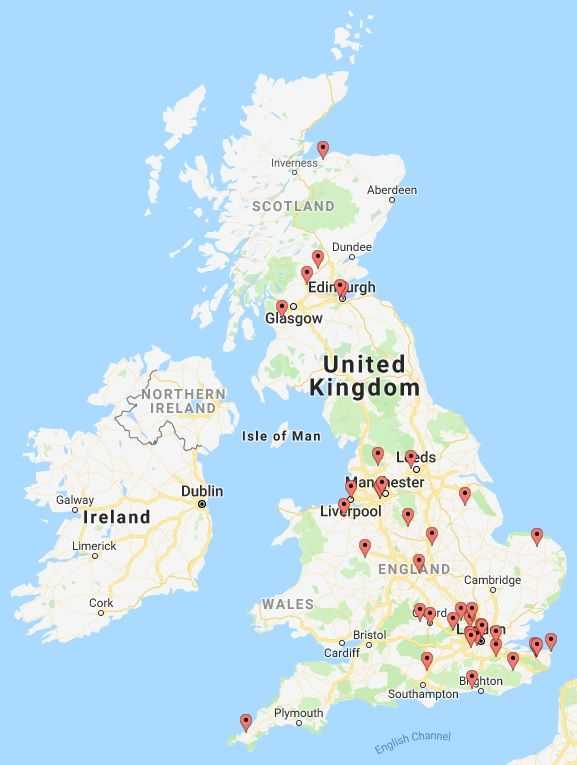 Inverness
Aberdeen
SCOTLAND
Dundee
Edinburgh
Glasgow
United
Kingdom
NORTHERN
IRELAND
Isle of Man
Leeds
Manchester
Dublin
Galway
Ireland
Liverpool
Limerick
ENGLAND
Cambridge
Cork
WALES
Bristol
Cardiff
Brighton
Southampton
Plymouth
English Channel